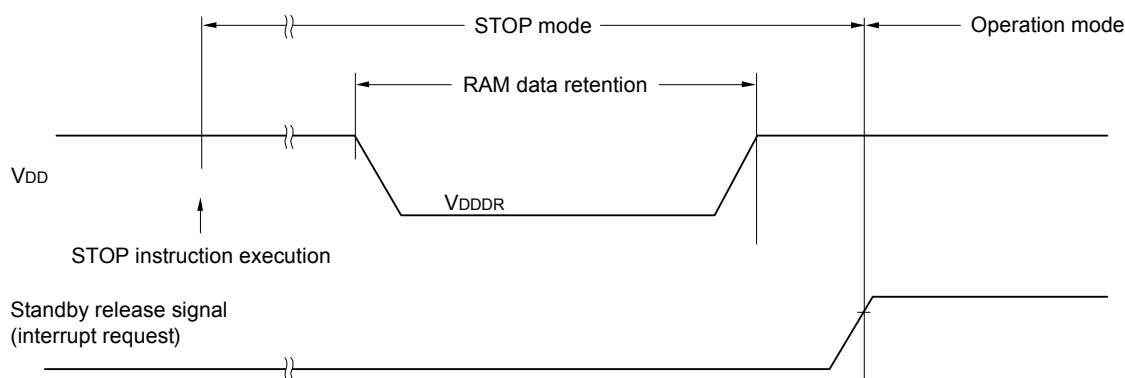 STOP mode
Operation mode
RAM data retention
VDD
VDDDR
STOP instruction execution
Standby release signal
(interrupt request)